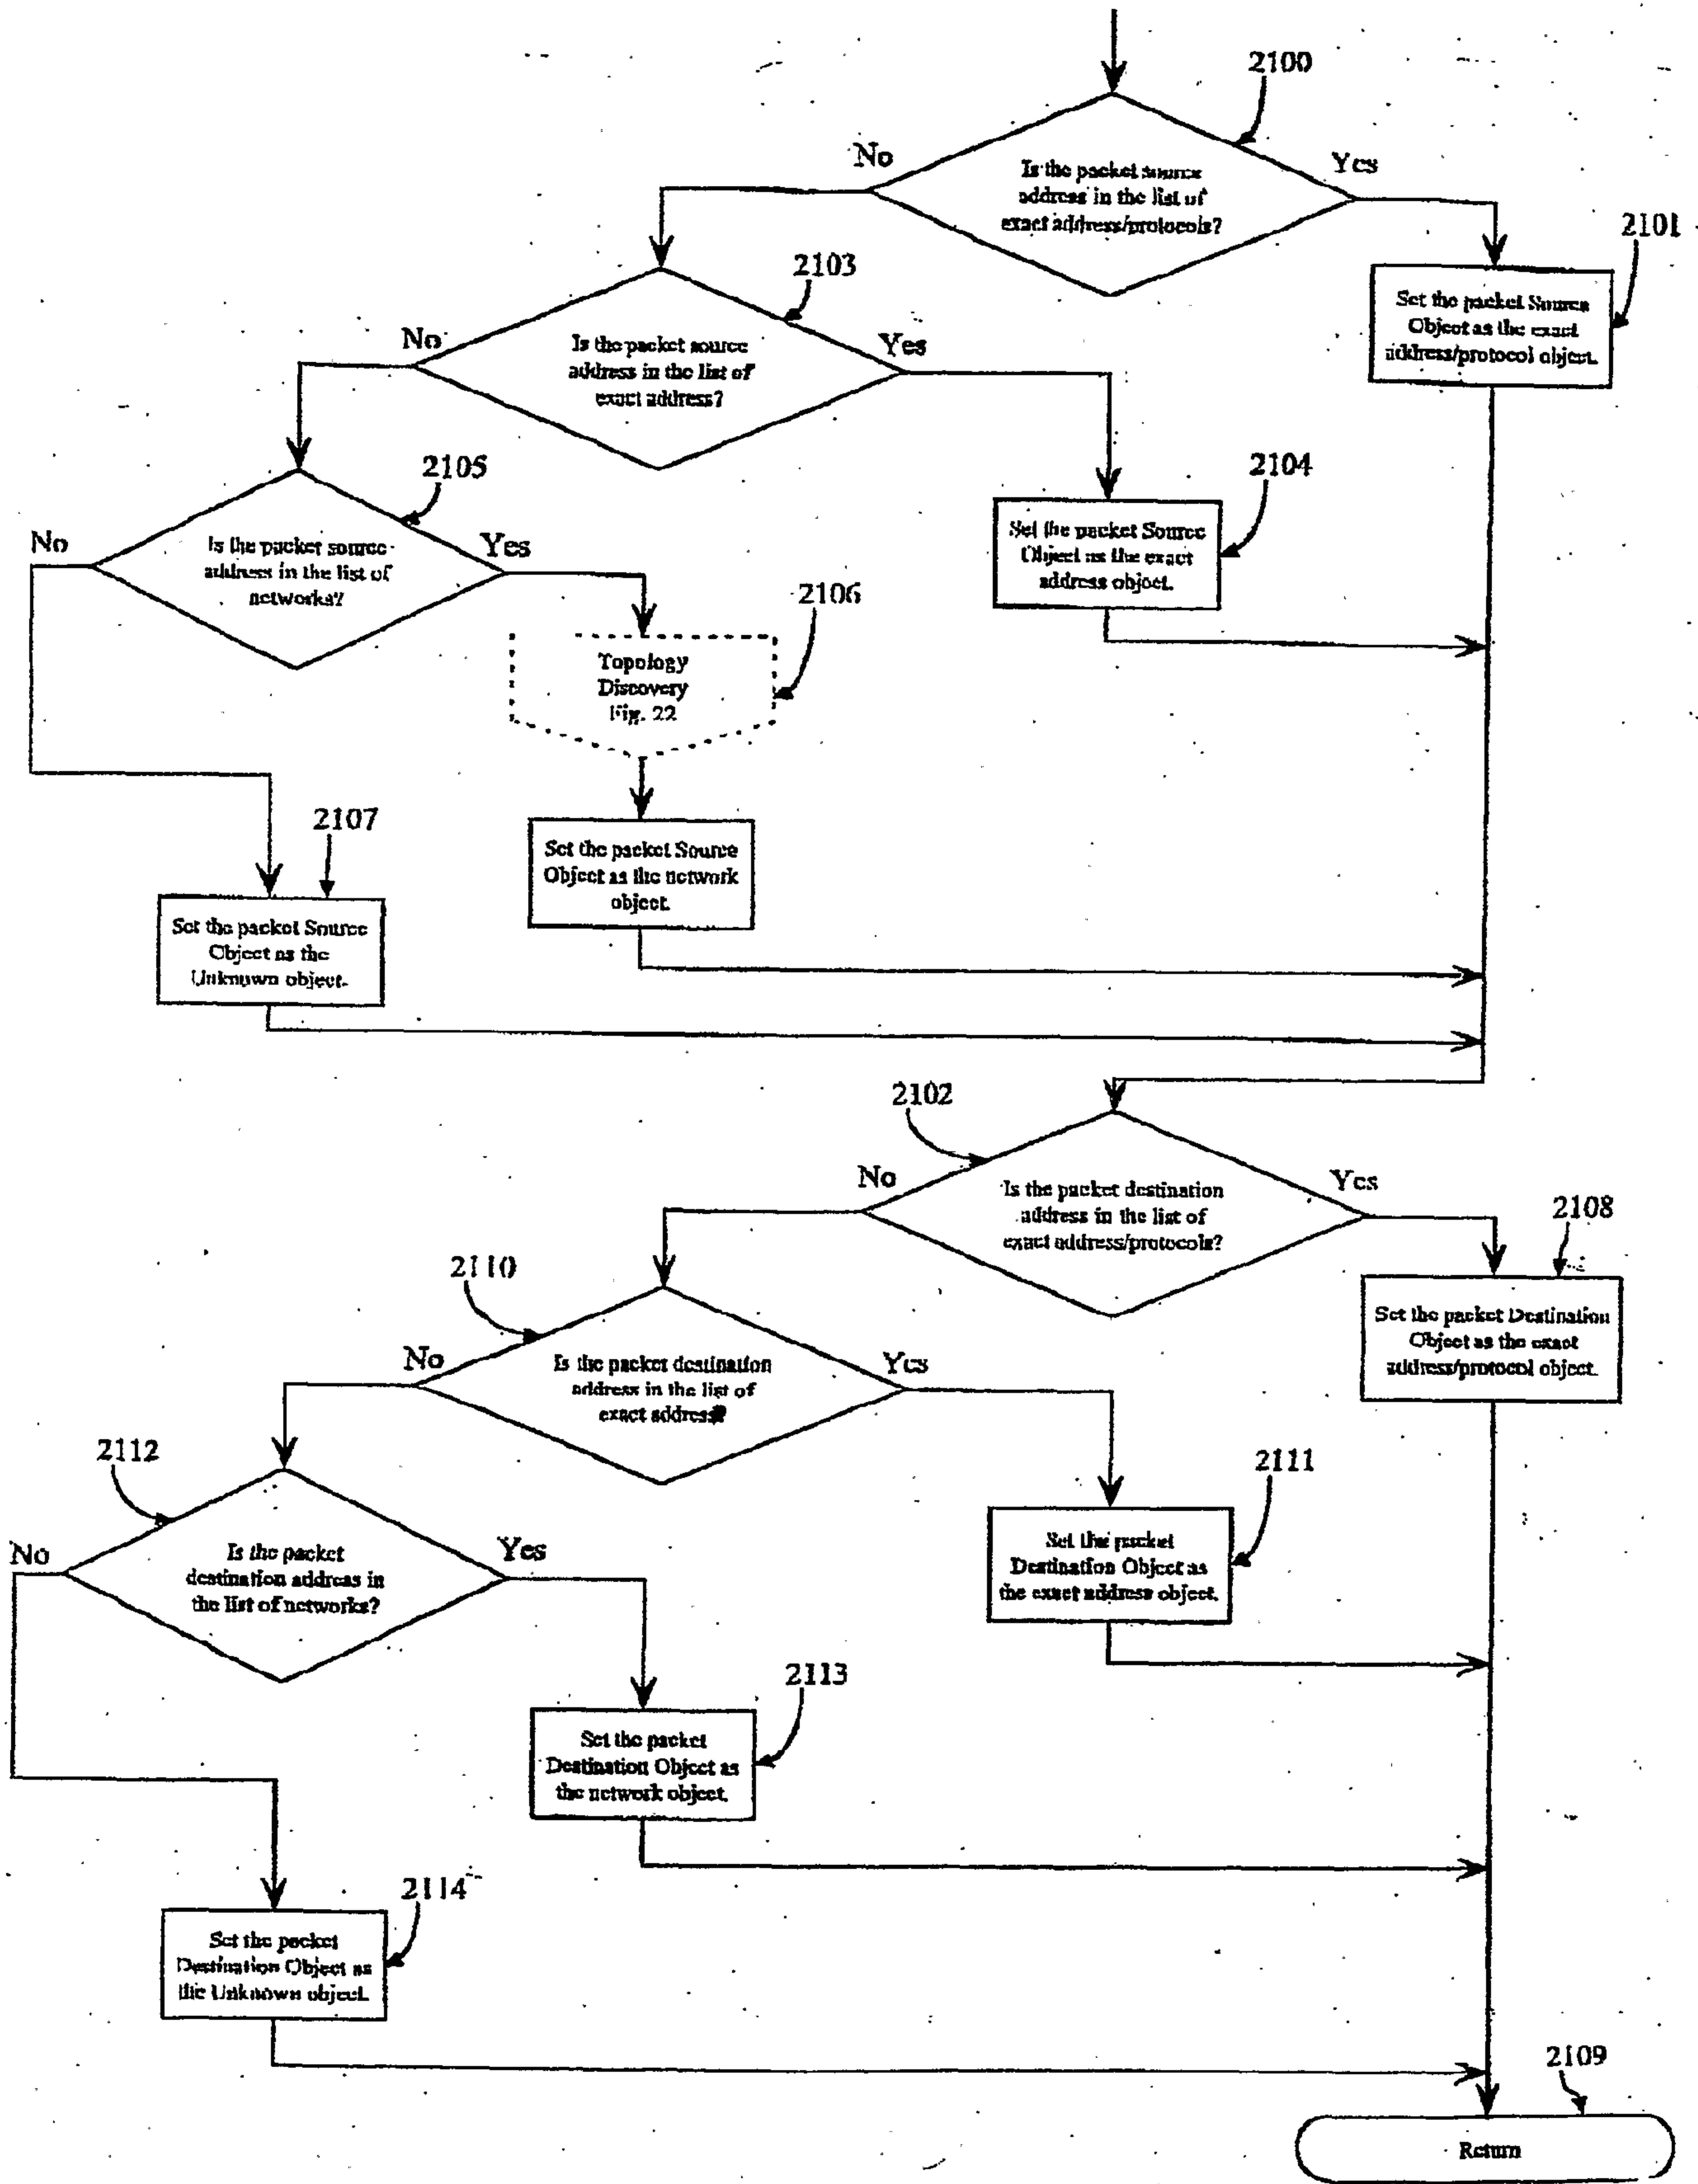 2100
No
Yes
Is the packet source
address in the list of
exact address/protocols?
2101
Set the packet Source
Object as the exact
address/protocol object.
2103
No
Yes
Is the packet source
address in the list of
exact address?
2105
No
Yes
Is the packet source
address in the list of
networks?
2104
Set the packet Source
Object as the exact
address object.
2106
Topology
Discovery
Fig. 22
2107
Set the packet Source
Object as the network
object.
Set the packet Source
Object as the
Unknown object.
2102
No
Yes
Is the packet destination
address in the list of
exact address/protocols?
2108
Set the packet Destination
Object as the exact
address/protocol object.
2110
No
Yes
Is the packet destination
address in the list of
exact address?
2112
No
Yes
Is the packet
destination address in
the list of networks?
2111
Set the packet
Destination Object as
the exact address object.
2113
Set the packet
Destination Object as
the network object.
2114
Set the packet
Destination Object as
the Unknown object.
2109
Return